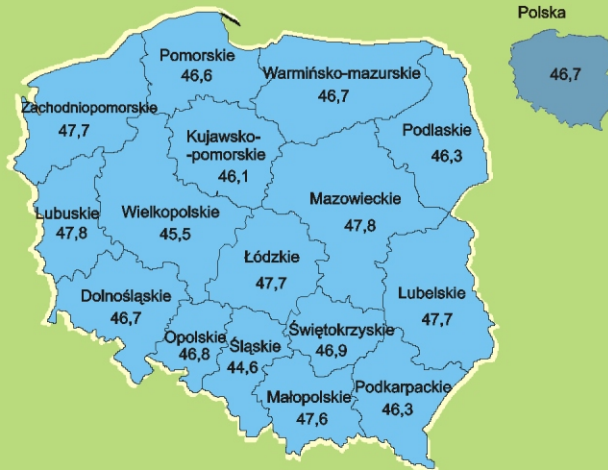 Polska
46,7
Pomorskie
46,6
Warmińsko-mazurskie
46,7
Zachodniopomorskie
47,7
Kujawsko-
-pomorskie
46,1
Podlaskie
46,3
Mazowieckie
47,8
Lubuskie
47,8
Wielkopolskie
45,5
Łódzkie
47,7
Dolnośląskie
46,7
Lubelskie
47,7
Opolskie
46,8
Śląskie
44,6
Świętokrzyskie
46,9
Małopolskie
47,6
Podkarpackie
46,3